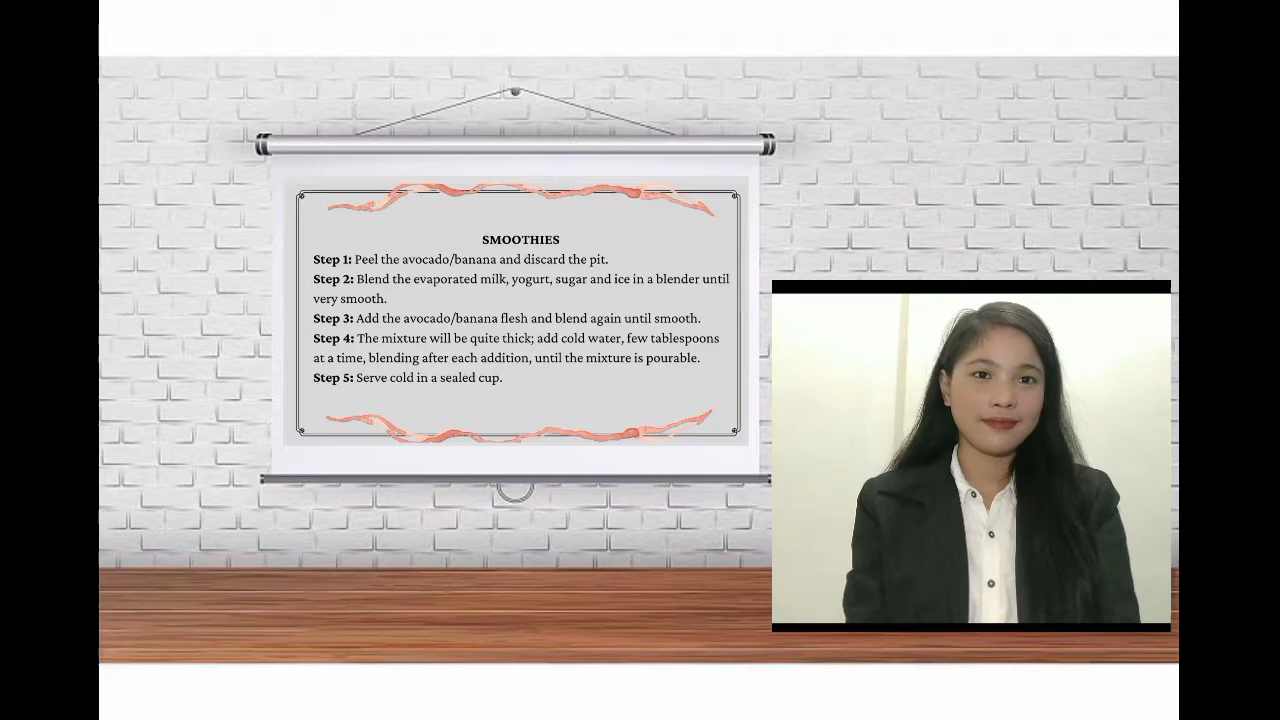 SMOOTHIES
Step 1: Peel the avocado/banana and discard the pit.
Step 2: Blend the evaporated milk, yogurt, sugar and ice in a blender until
very smooth.
Step 3: Add the avocado/banana flesh and blend again until smooth.
Step 4: The mixture will be quite thick; add cold water, few tablespoons
at a time, blending after each addition, until the mixture is pourable.
Step 5: Serve cold in a sealed cup.